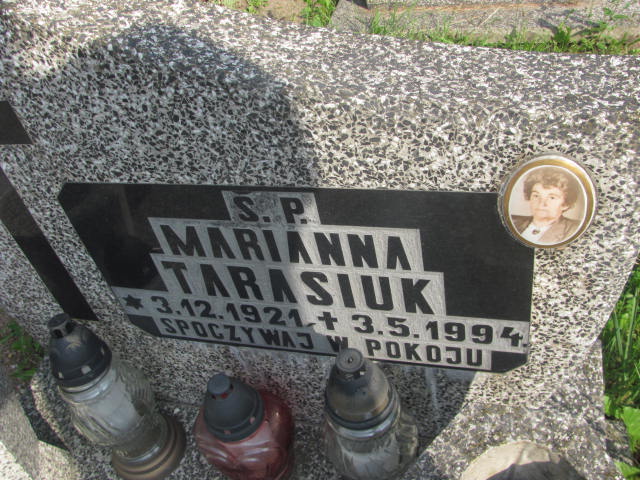 S. P.
MARIANNA
TARASIUK
★ 3.12.1921 ✝ 3.5.1994.
SPOCZYWAJ W POKOJU